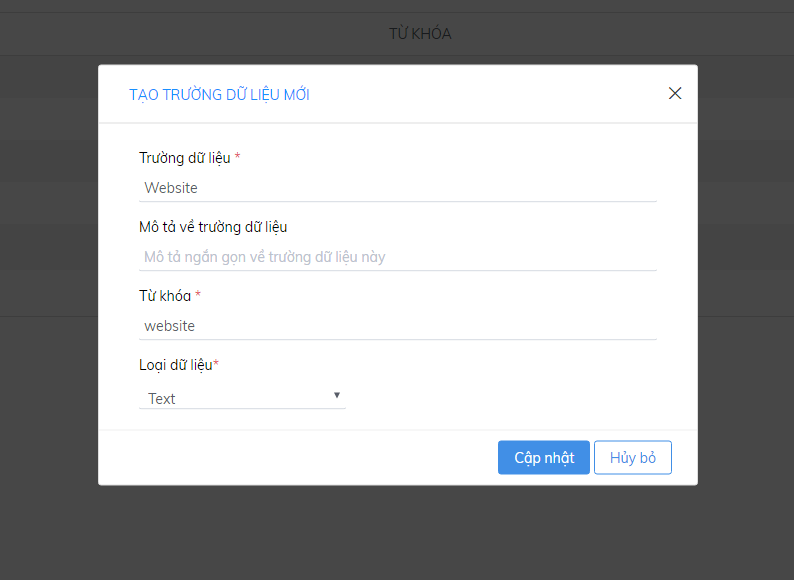 TỪ KHÓA
TẠO TRƯỜNG DỮ LIỆU MỚI
Trường dữ liệu *
Website
Mô tả về trường dữ liệu
Mô tả ngắn gọn về trường dữ liệu này
Từ khóa *
website
Loại dữ liệu*
Text
Cập nhật Hủy bỏ